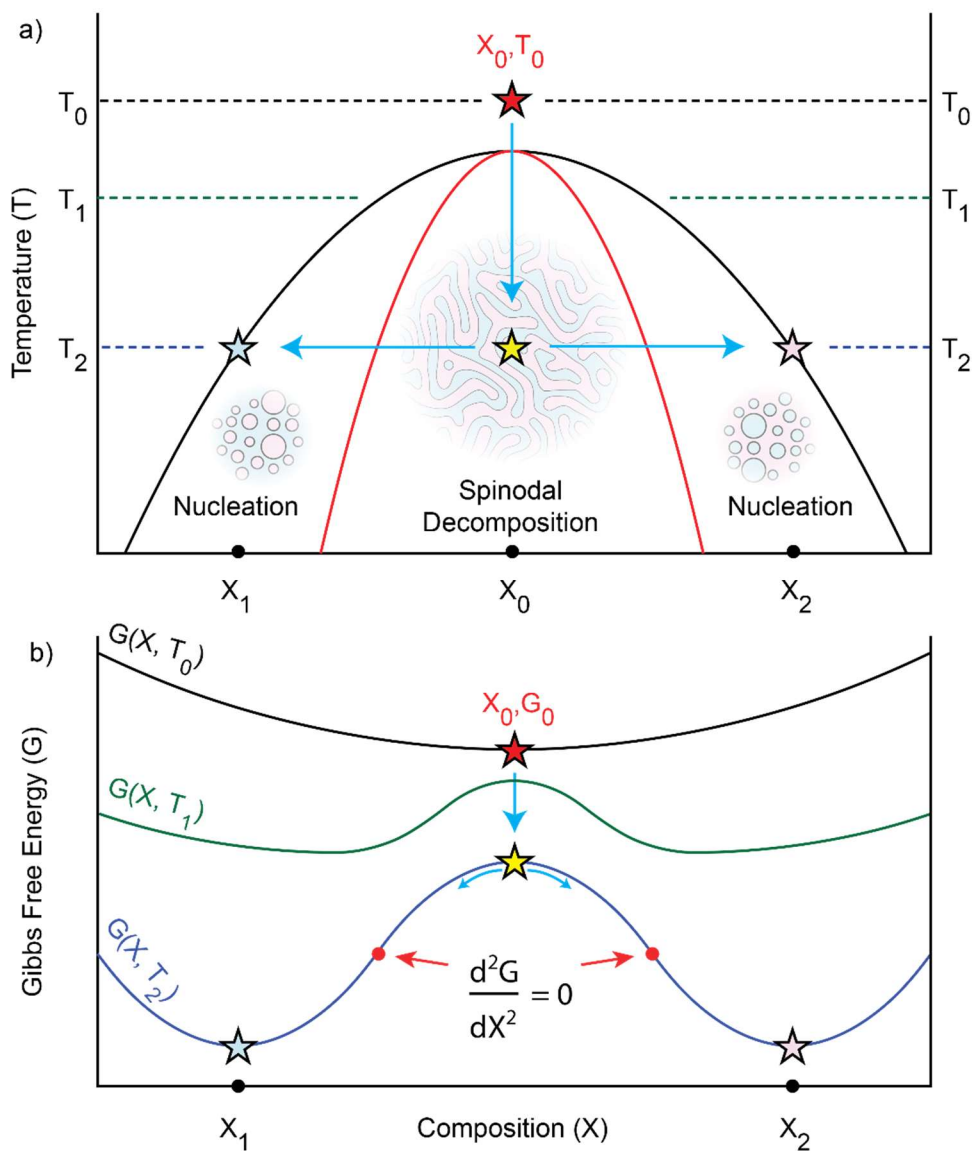 a)
X₀,T₀
T₀
T₀
T₁
T₁
Temperature (T)
T₂
T₂
Nucleation
Spinodal
Decomposition
Nucleation
X₁
X₀
X₂
b)
G(X, T₀)
X₀,G₀
G(X, T₁)
Gibbs Free Energy (G)
G(X, T₂)
d²G
dX²
= 0
X₁
Composition (X)
X₂